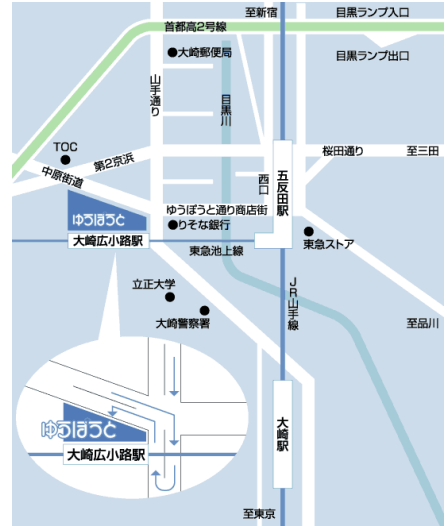 至新宿
目黒ランプ入口
首都高2号線
大崎郵便局
目黒ランプ出口
山手通り
目黒川
TOC
第2京浜
中原街道
桜田通り
至三田
西口
五反田駅
ゆうぽうと
ゆうぽうと通り商店街
りそな銀行
大崎広小路駅
東急池上線
東急ストア
立正大学
大崎警察署
JR山手線
至品川
大崎駅
ゆうぽうと
大崎広小路駅
至東京